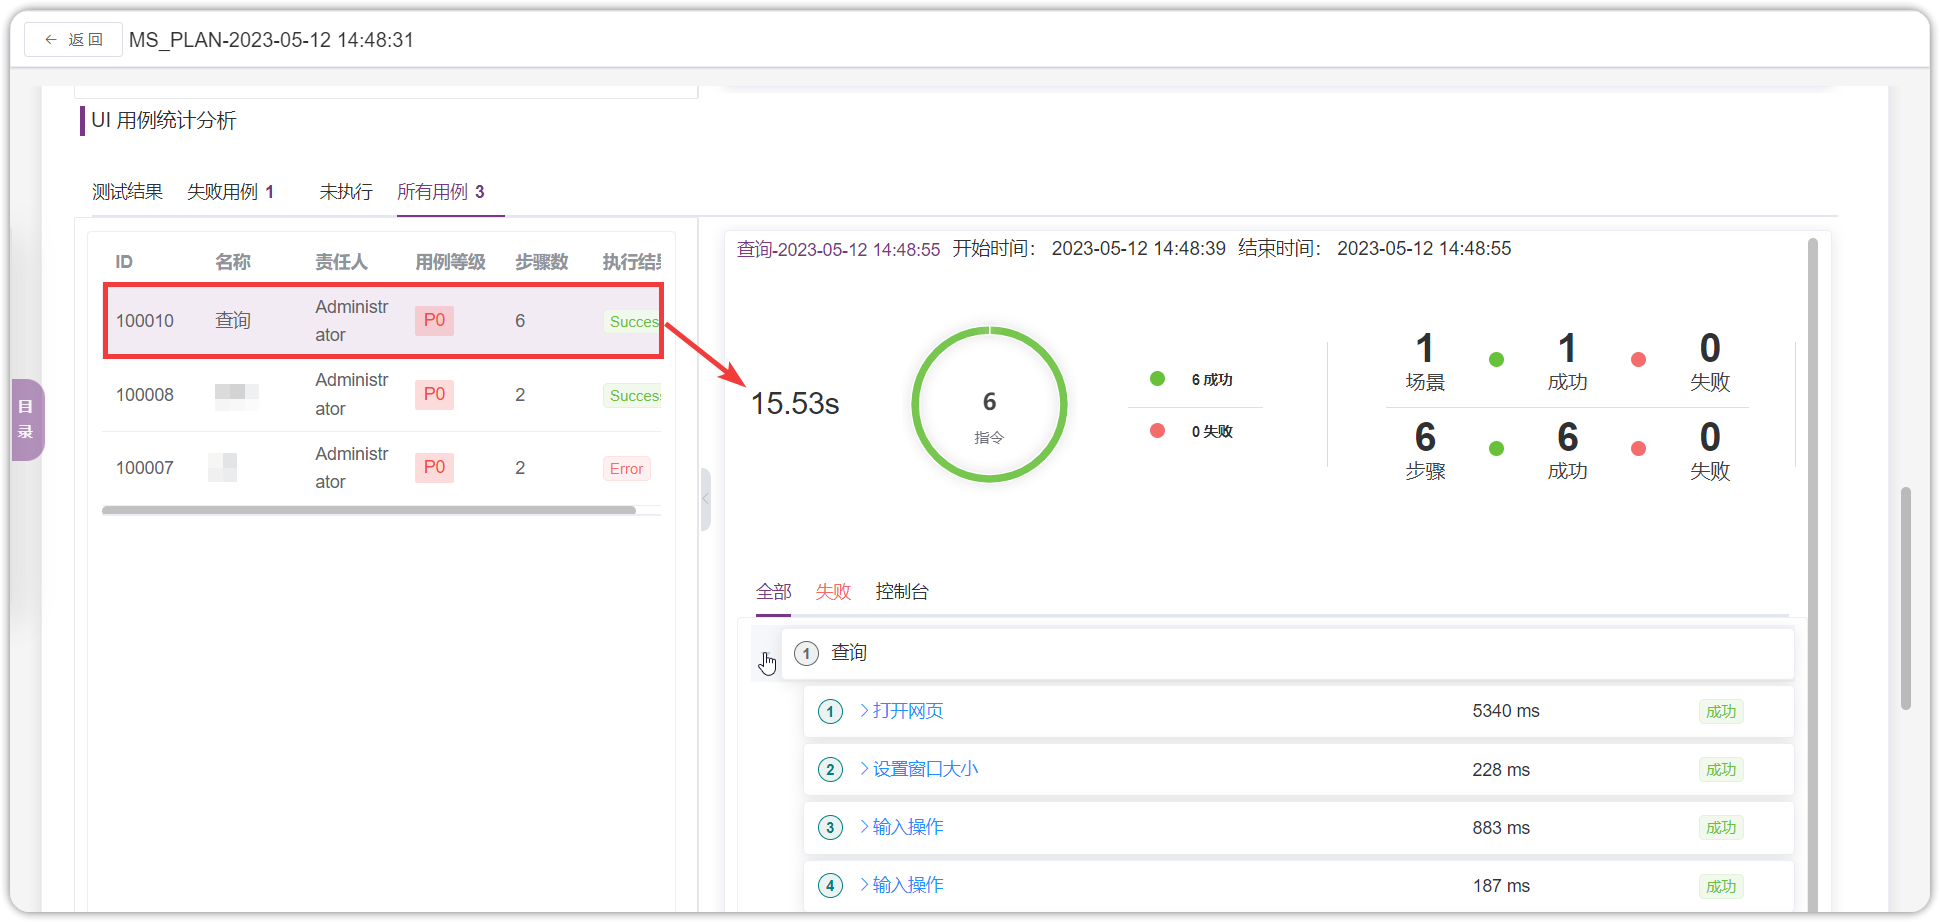 ← 返 回 MS_PLAN-2023-05-12 14:48:31
UI 用例统计分析
测试结果 失败用例 1 未执行 所有用例 3
ID 名称 责任人 用例等级 步骤数 执行结果
100010 查询 Administr
ator P0 6 Succes
100008 Administr
ator P0 2 Success
100007 Administr
ator P0 2 Error
目
录
查询-2023-05-12 14:48:55 开始时间： 2023-05-12 14:48:39 结束时间： 2023-05-12 14:48:55
15.53s
6
指令
6 成功
0 失败
1 1 0
场景 成功 失败
6 6 0
步骤 成功 失败
全部 失败 控制台
1 查询
1 打开网页 5340 ms 成功
2 设置窗口大小 228 ms 成功
3 输入操作 883 ms 成功
4 输入操作 187 ms 成功